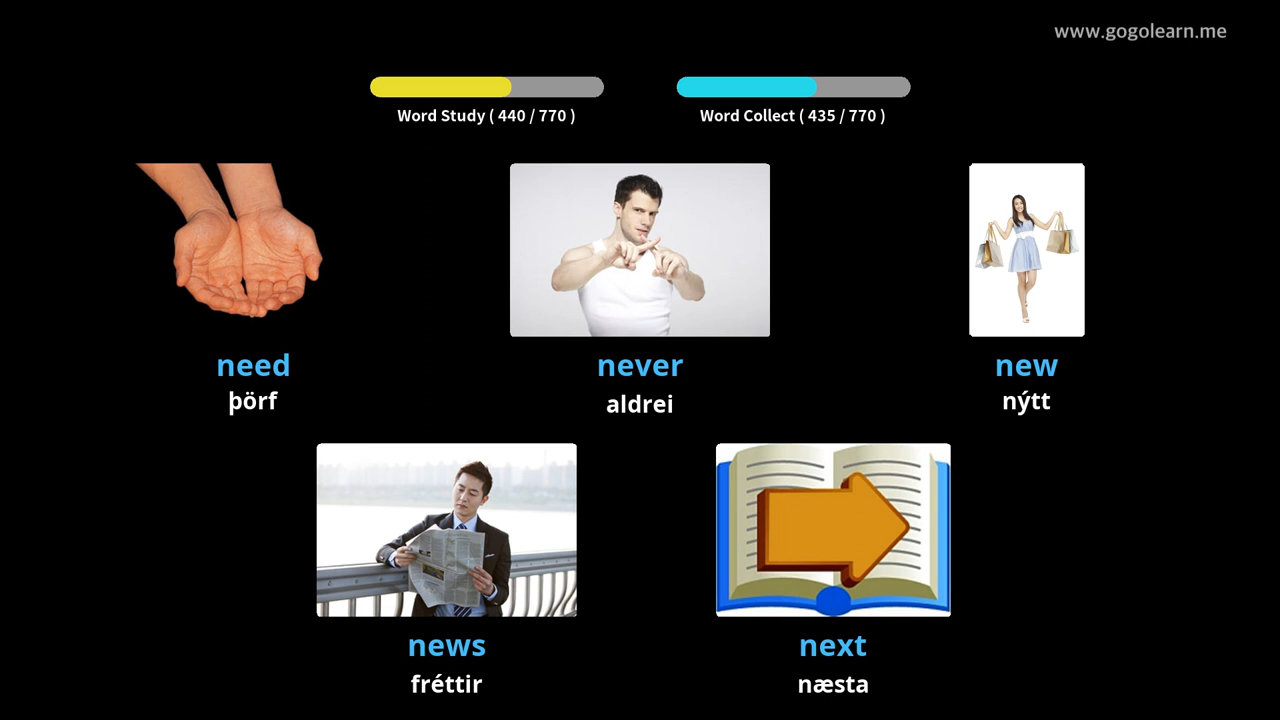 www.gogolearn.me
Word Study ( 440 / 770 )
Word Collect ( 435 / 770 )
need
þörf
never
aldrei
new
nýtt
news
fréttir
next
næsta